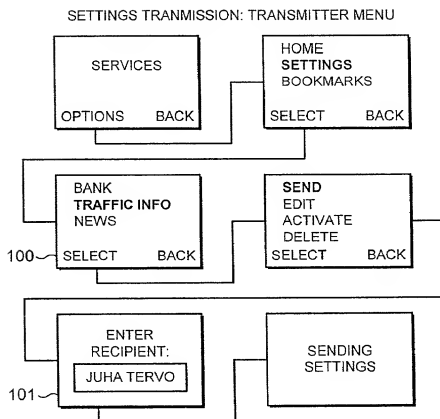 SETTINGS TRANMISSION: TRANSMITTER MENU
SERVICES
OPTIONS BACK
HOME
SETTINGS
BOOKMARKS
SELECT BACK
BANK
TRAFFIC INFO
NEWS
100 SELECT BACK
SEND
EDIT
ACTIVATE
DELETE
SELECT BACK
ENTER
RECIPIENT:
JUHA TERVO
101
SENDING
SETTINGS